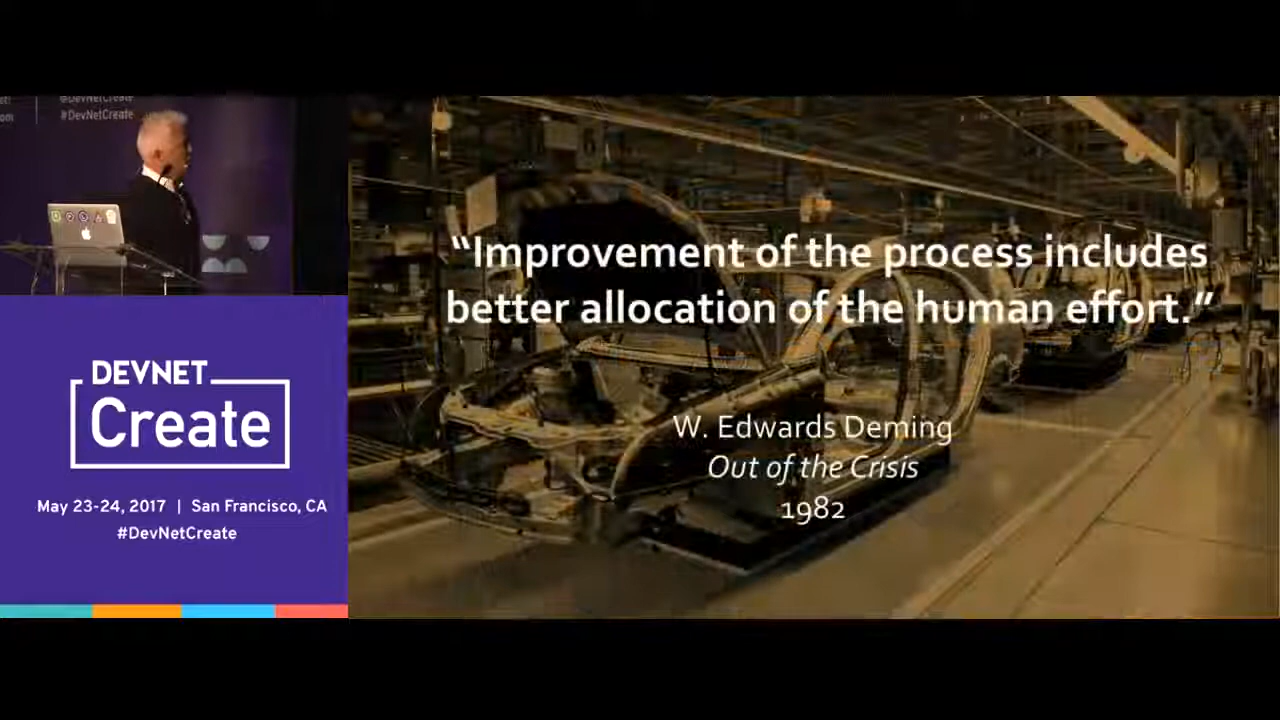 @DevNetCreate
#DevNetCreate
“Improvement of the process includes
better allocation of the human effort.”
W. Edwards Deming
Out of the Crisis
1982
DEVNET
Create
May 23-24, 2017 | San Francisco, CA
#DevNetCreate